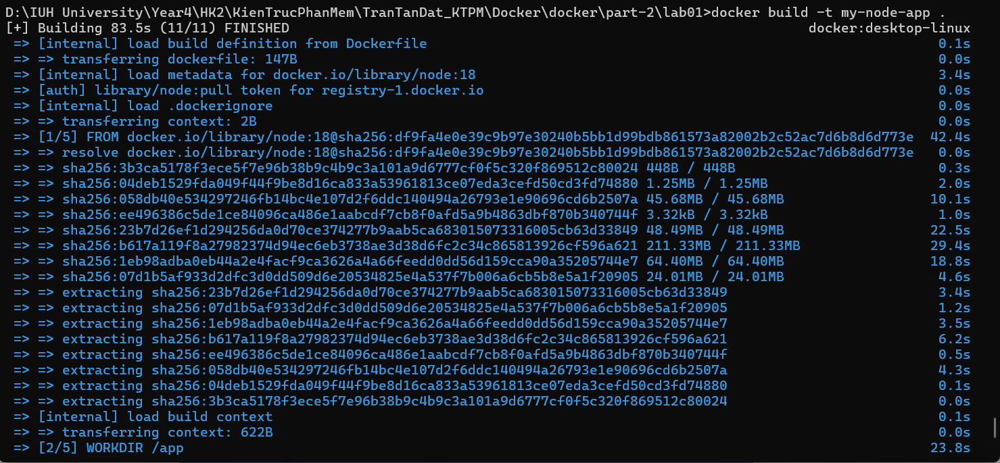 D:\IUH University\Year4\HK2\KienTrucPhanMem\TranTanDat_KTPM\Docker\docker\part-2\lab01>docker build -t my-node-app .
[+] Building 83.5s (11/11) FINISHED docker:desktop-linux
=> [internal] load build definition from Dockerfile 0.1s
=> => transferring dockerfile: 147B 0.0s
=> [internal] load metadata for docker.io/library/node:18 3.4s
=> [auth] library/node:pull token for registry-1.docker.io 0.0s
=> [internal] load .dockerignore 0.0s
=> => transferring context: 2B 0.0s
=> [1/5] FROM docker.io/library/node:18@sha256:df9fa4e0e39c9b97e30240b5bb1d99bdb861573a82002b2c52ac7d6b8d6d773e 42.4s
=> => resolve docker.io/library/node:18@sha256:df9fa4e0e39c9b97e30240b5bb1d99bdb861573a82002b2c52ac7d6b8d6d773e 0.0s
=> => sha256:3b3ca5178f3ece5f7e96b38b9c4b9c3a101a9d6777cf0f5c320f869512c80024 448B / 448B 0.3s
=> => sha256:04deb1529fda049f44f9be8d16ca833a53961813ce07eda3cefd50cd3fd74880 1.25MB / 1.25MB 2.0s
=> => sha256:058db40e534297246fb14bc4e107d2f6ddc140494a26793e1e90696cd6b2507a 45.68MB / 45.68MB 10.1s
=> => sha256:ee496386c5de1ce84096ca486e1aabcdf7cb8f0afd5a9b4863dbf870b340744f 3.32kB / 3.32kB 1.0s
=> => sha256:23b7d26ef1d294256da0d70ce374277b9aab5ca683015073316005cb63d33849 48.49MB / 48.49MB 22.5s
=> => sha256:b617a119f8a27982374d94ec6eb3738ae3d38d6fc2c34c865813926cf596a621 211.33MB / 211.33MB 29.4s
=> => sha256:1eb98adba0eb44a2e4facf9ca3626a4a66feedd0dd56d159cca90a35205744e7 64.40MB / 64.40MB 18.8s
=> => sha256:07d1b5af933d2dfc3d0dd509d6e20534825e4a537f7b006a6cb5b8e5a1f20905 24.01MB / 24.01MB 4.6s
=> => extracting sha256:23b7d26ef1d294256da0d70ce374277b9aab5ca683015073316005cb63d33849 3.4s
=> => extracting sha256:07d1b5af933d2dfc3d0dd509d6e20534825e4a537f7b006a6cb5b8e5a1f20905 1.2s
=> => extracting sha256:1eb98adba0eb44a2e4facf9ca3626a4a66feedd0dd56d159cca90a35205744e7 3.5s
=> => extracting sha256:b617a119f8a27982374d94ec6eb3738ae3d38d6fc2c34c865813926cf596a621 6.2s
=> => extracting sha256:ee496386c5de1ce84096ca486e1aabcdf7cb8f0afd5a9b4863dbf870b340744f 0.5s
=> => extracting sha256:058db40e534297246fb14bc4e107d2f6ddc140494a26793e1e90696cd6b2507a 4.3s
=> => extracting sha256:04deb1529fda049f44f9be8d16ca833a53961813ce07eda3cefd50cd3fd74880 0.1s
=> => extracting sha256:3b3ca5178f3ece5f7e96b38b9c4b9c3a101a9d6777cf0f5c320f869512c80024 0.0s
=> [internal] load build context 0.1s
=> => transferring context: 622B 0.0s
=> [2/5] WORKDIR /app 23.8s